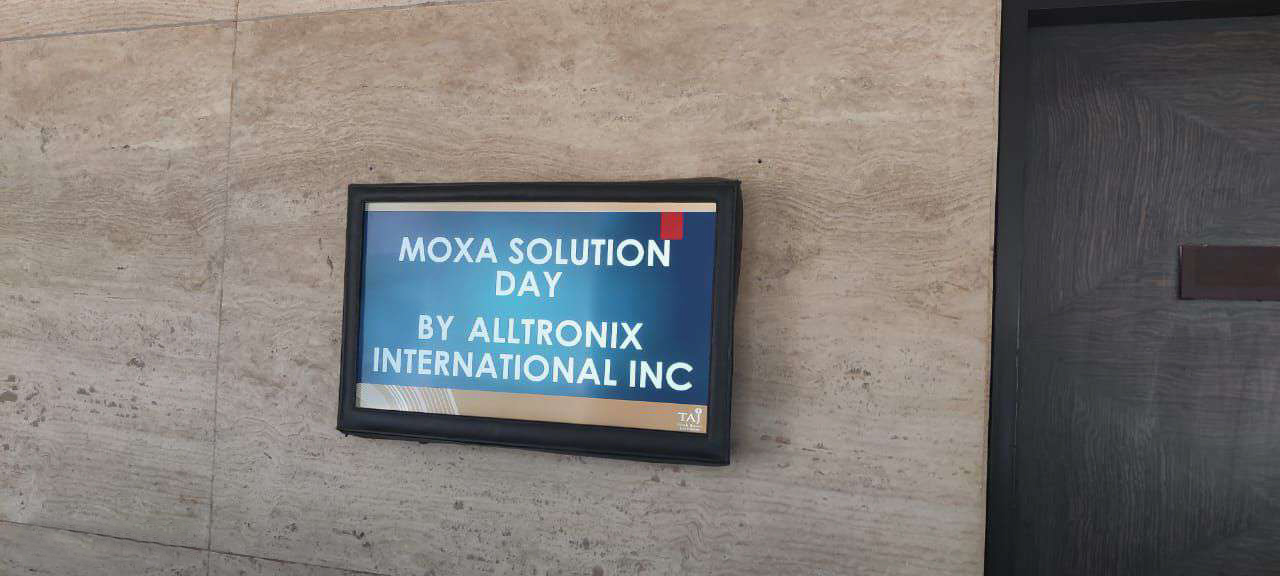 MOXA SOLUTION
DAY
BY ALLTRONIX
INTERNATIONAL INC
TAJ